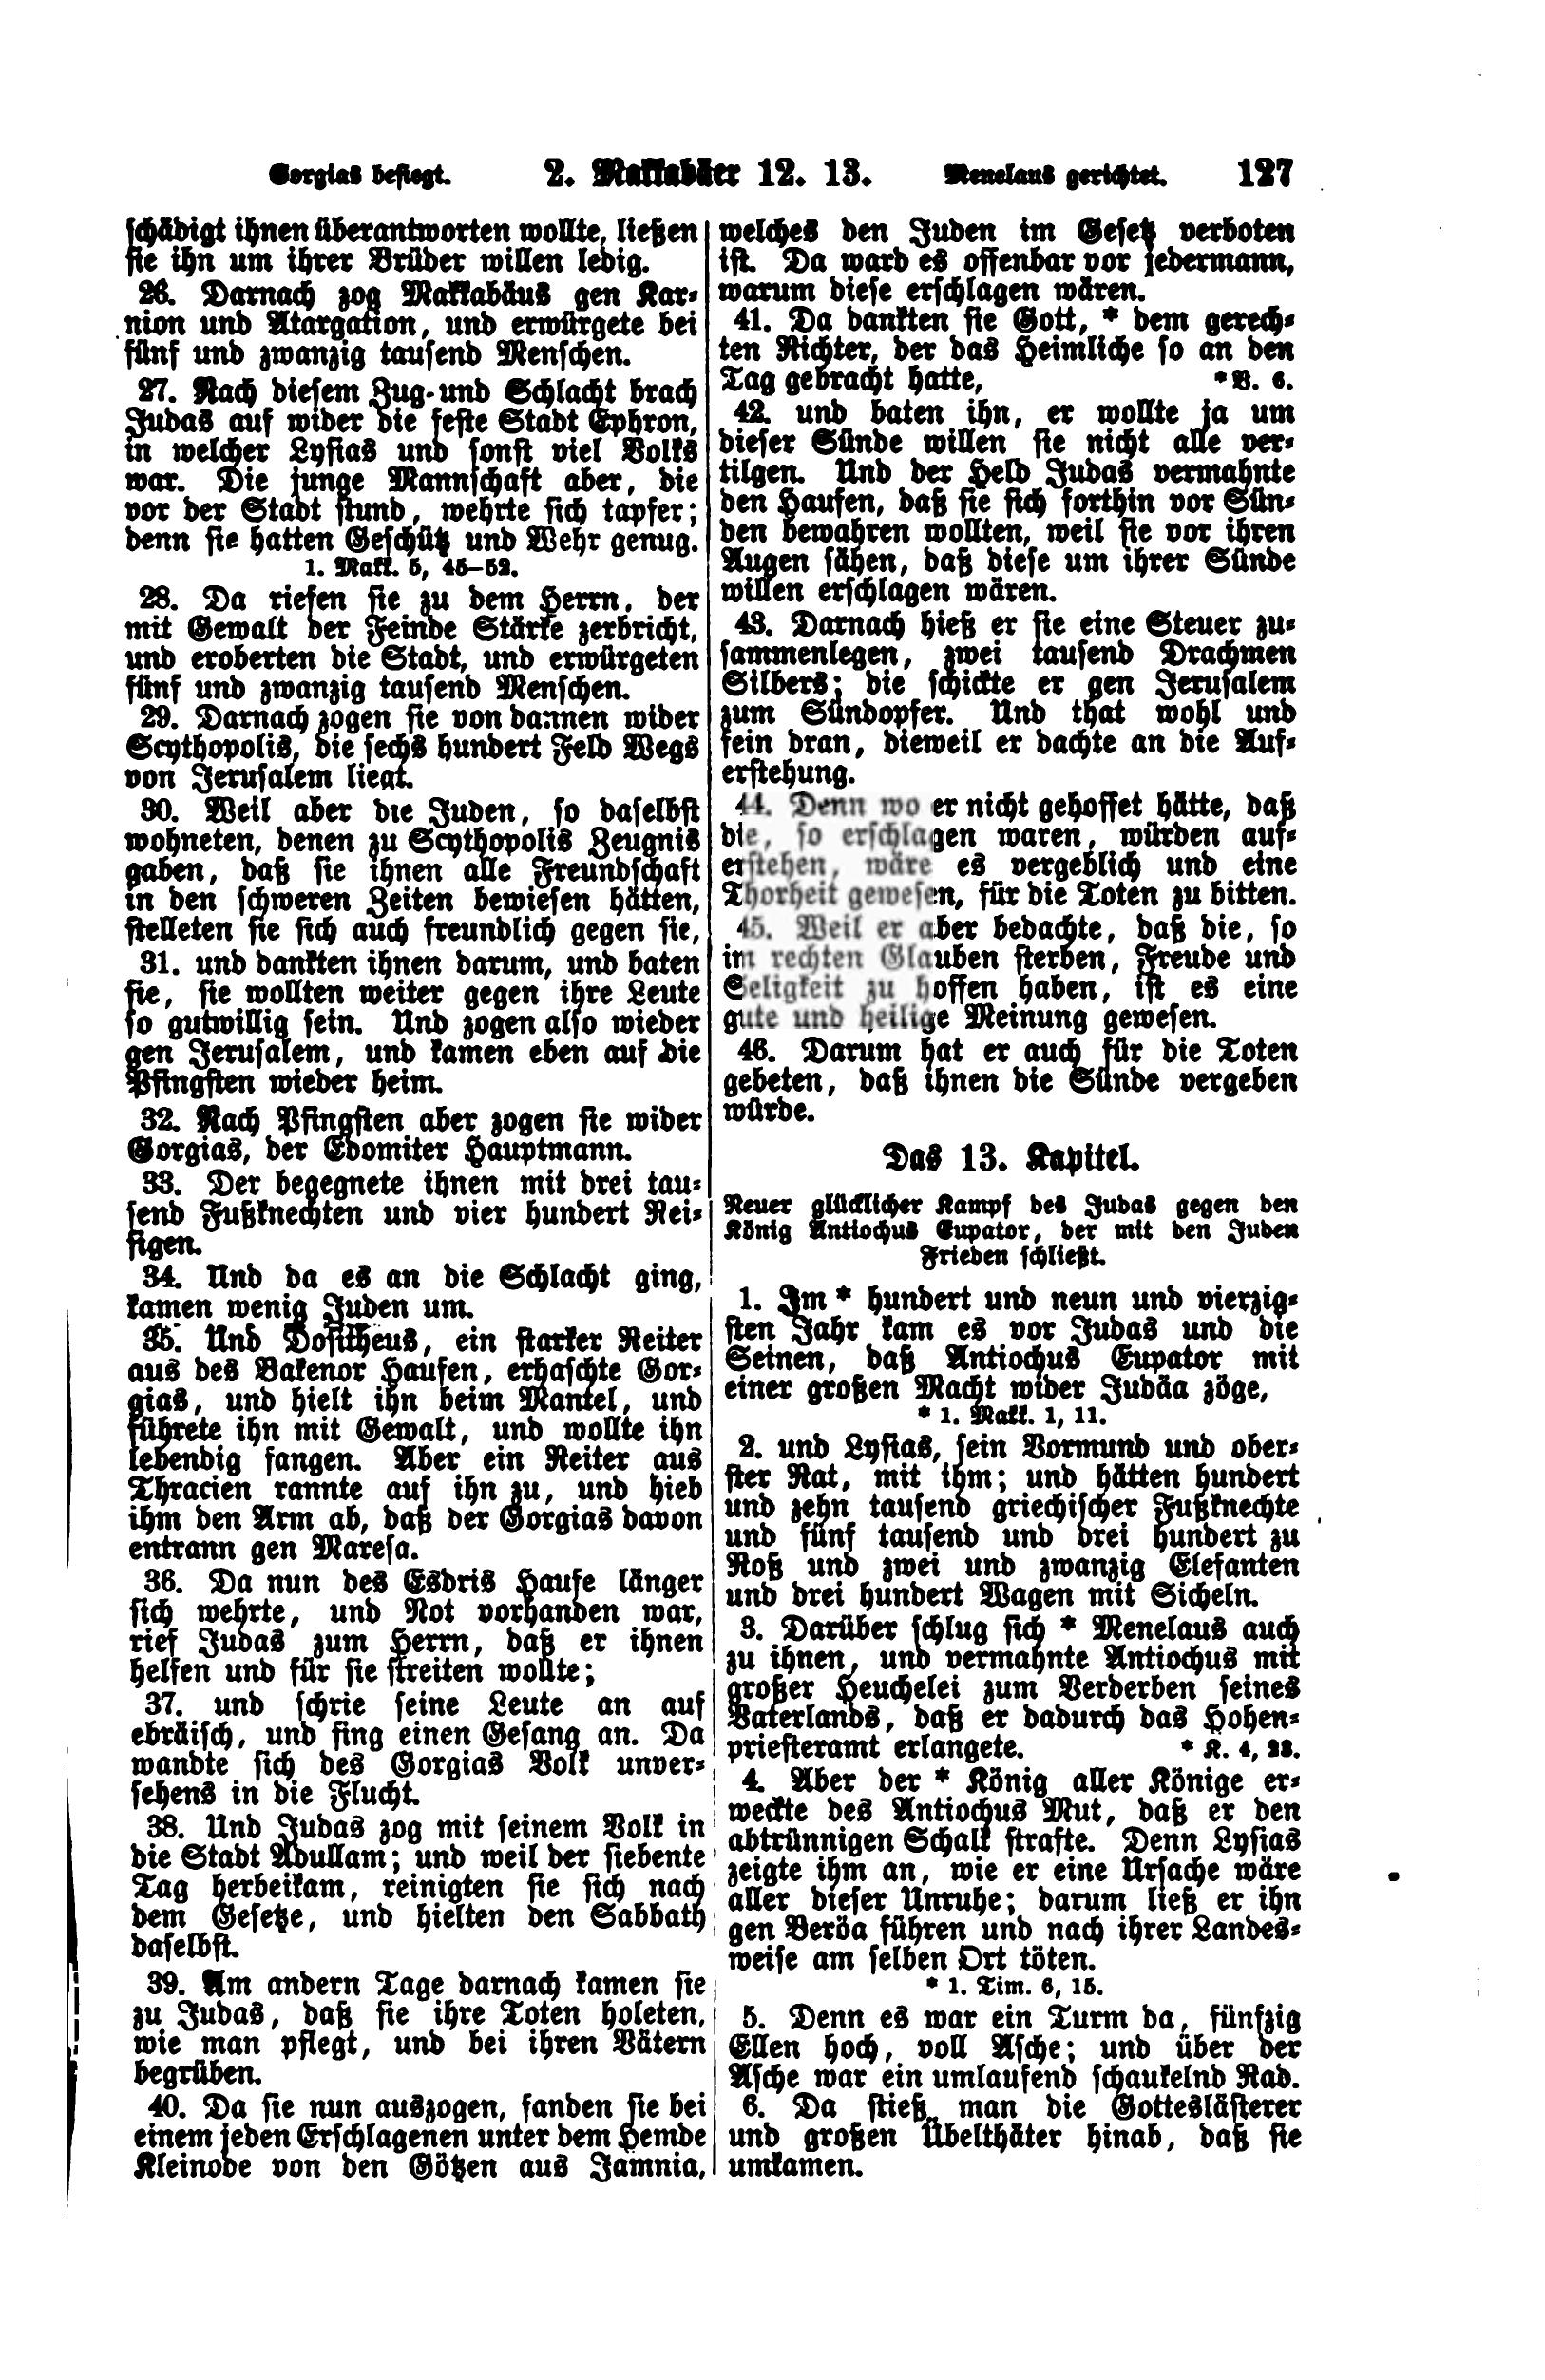 Gorgias besiegt. 2. Makkabäer 12. 13. Menelaus gerichtet. 127
schädigt ihnen überantworten wollte, ließen
sie ihn um ihrer Brüder willen ledig.
26. Darnach zog Makkabäus gen Kar-
nion und Atargation, und erwürgete bei
fünf und zwanzig tausend Menschen.
27. Nach diesem Zug und Schlacht brach
Judas auf wider die feste Stadt Ephron,
in welcher Lysias und sonst viel Volks
war. Die junge Mannschaft aber, die
vor der Stadt stund, wehrte sich tapfer;
denn sie hatten Geschütz und Wehr genug.
1. Makk. 5, 45–52.
28. Da riefen sie zu dem Herrn, der
mit Gewalt der Feinde Stärke zerbricht,
und eroberten die Stadt, und erwürgeten
fünf und zwanzig tausend Menschen.
29. Darnach zogen sie von dannen wider
Scythopolis, die sechs hundert Feld Wegs
von Jerusalem liegt.
30. Weil aber die Juden, so daselbst
wohneten, denen zu Scythopolis Zeugnis
gaben, daß sie ihnen alle Freundschaft
in den schweren Zeiten bewiesen hätten,
stelleten sie sich auch freundlich gegen sie,
31. und dankten ihnen darum, und baten
sie, sie wollten weiter gegen ihre Leute
so gutwillig sein. Und zogen also wieder
gen Jerusalem, und kamen eben auf die
Pfingsten wieder heim.
32. Nach Pfingsten aber zogen sie wider
Gorgias, der Edomiter Hauptmann.
33. Der begegnete ihnen mit drei tau-
send Fußknechten und vier hundert Rei-
sigen.
34. Und da es an die Schlacht ging,
kamen wenig Juden um.
35. Und Dositheus, ein starker Reiter
aus des Bakenor Haufen, erhaschte Gor-
gias, und hielt ihn beim Mantel, und
führete ihn mit Gewalt, und wollte ihn
lebendig fangen. Aber ein Reiter aus
Thracien rannte auf ihn zu, und hieb
ihm den Arm ab, daß der Gorgias davon
entrann gen Maresa.
36. Da nun des Esdris Haufe länger
sich wehrte, und Not vorhanden war,
rief Judas zum Herrn, daß er ihnen
helfen und für sie streiten wollte;
37. und schrie seine Leute an auf
ebräisch, und fing einen Gesang an. Da
wandte sich des Gorgias Volk unver-
sehens in die Flucht.
38. Und Judas zog mit seinem Volk in
die Stadt Adullam; und weil der siebente
Tag herbeikam, reinigten sie sich nach
dem Gesetze, und hielten den Sabbath
daselbst.
39. Am andern Tage darnach kamen sie
zu Judas, daß sie ihre Toten holeten,
wie man pflegt, und bei ihren Vätern
begrüben.
40. Da sie nun auszogen, fanden sie bei
einem jeden Erschlagenen unter dem Hemde
Kleinode von den Götzen aus Jamnia,
welches den Juden im Gesetz verboten
ist. Da ward es offenbar vor jedermann,
warum diese erschlagen wären.
41. Da dankten sie Gott, * dem gerech-
ten Richter, der das Heimliche so an den
Tag gebracht hatte, * V. 6.
42. und baten ihn, er wollte ja um
dieser Sünde willen sie nicht alle ver-
tilgen. Und der Held Judas vermahnte
den Haufen, daß sie sich forthin vor Sün-
den bewahren wollten, weil sie vor ihren
Augen sähen, daß diese um ihrer Sünde
willen erschlagen wären.
43. Darnach hieß er sie eine Steuer zu-
sammenlegen, zwei tausend Drachmen
Silbers; die schickte er gen Jerusalem
zum Sündopfer. Und that wohl und
fein dran, dieweil er dachte an die Auf-
erstehung.
44. Denn wo er nicht gehoffet hätte, daß
die, so erschlagen waren, würden auf-
erstehen, wäre es vergeblich und eine
Thorheit gewesen, für die Toten zu bitten.
45. Weil er aber bedachte, daß die, so
im rechten Glauben sterben, Freude und
Seligkeit zu hoffen haben, ist es eine
gute und heilige Meinung gewesen.
46. Darum hat er auch für die Toten
gebeten, daß ihnen die Sünde vergeben
würde.
Das 13. Kapitel.
Neuer glücklicher Kampf des Judas gegen den
König Antiochus Eupator, der mit den Juden
Frieden schließt.
1. Im * hundert und neun und vierzig-
sten Jahr kam es vor Judas und die
Seinen, daß Antiochus Eupator mit
einer großen Macht wider Judäa zöge,
* 1. Makk. 1, 11.
2. und Lysias, sein Vormund und ober-
ster Rat, mit ihm; und hätten hundert
und zehn tausend griechischer Fußknechte
und fünf tausend und drei hundert zu
Roß und zwei und zwanzig Elefanten
und drei hundert Wagen mit Sicheln.
3. Darüber schlug sich * Menelaus auch
zu ihnen, und vermahnte Antiochus mit
großer Heuchelei zum Verderben seines
Vaterlands, daß er dadurch das Hohen-
priesteramt erlangete. * K. 4, 23.
4. Aber der * König aller Könige er-
weckte des Antiochus Mut, daß er den
abtrünnigen Schalk strafte. Denn Lysias
zeigte ihm an, wie er eine Ursache wäre
aller dieser Unruhe; darum ließ er ihn
gen Beröa führen und nach ihrer Landes-
weise am selben Ort töten.
* 1. Tim. 6, 15.
5. Denn es war ein Turm da, fünfzig
Ellen hoch, voll Asche; und über der
Asche war ein umlaufend schaukelnd Rad.
6. Da stieß man die Gotteslästerer
und großen Übelthäter hinab, daß sie
umkamen.